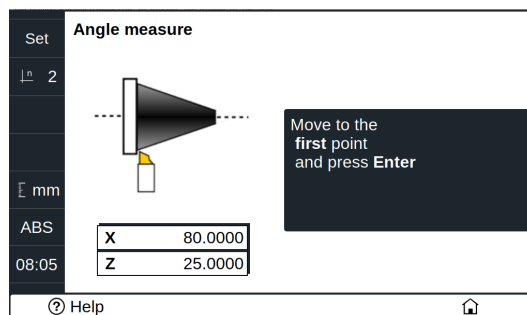 Angle measure
Set
n 2
mm
ABS
08:05
X 80.0000
Z 25.0000
Move to the
first point
and press Enter
? Help